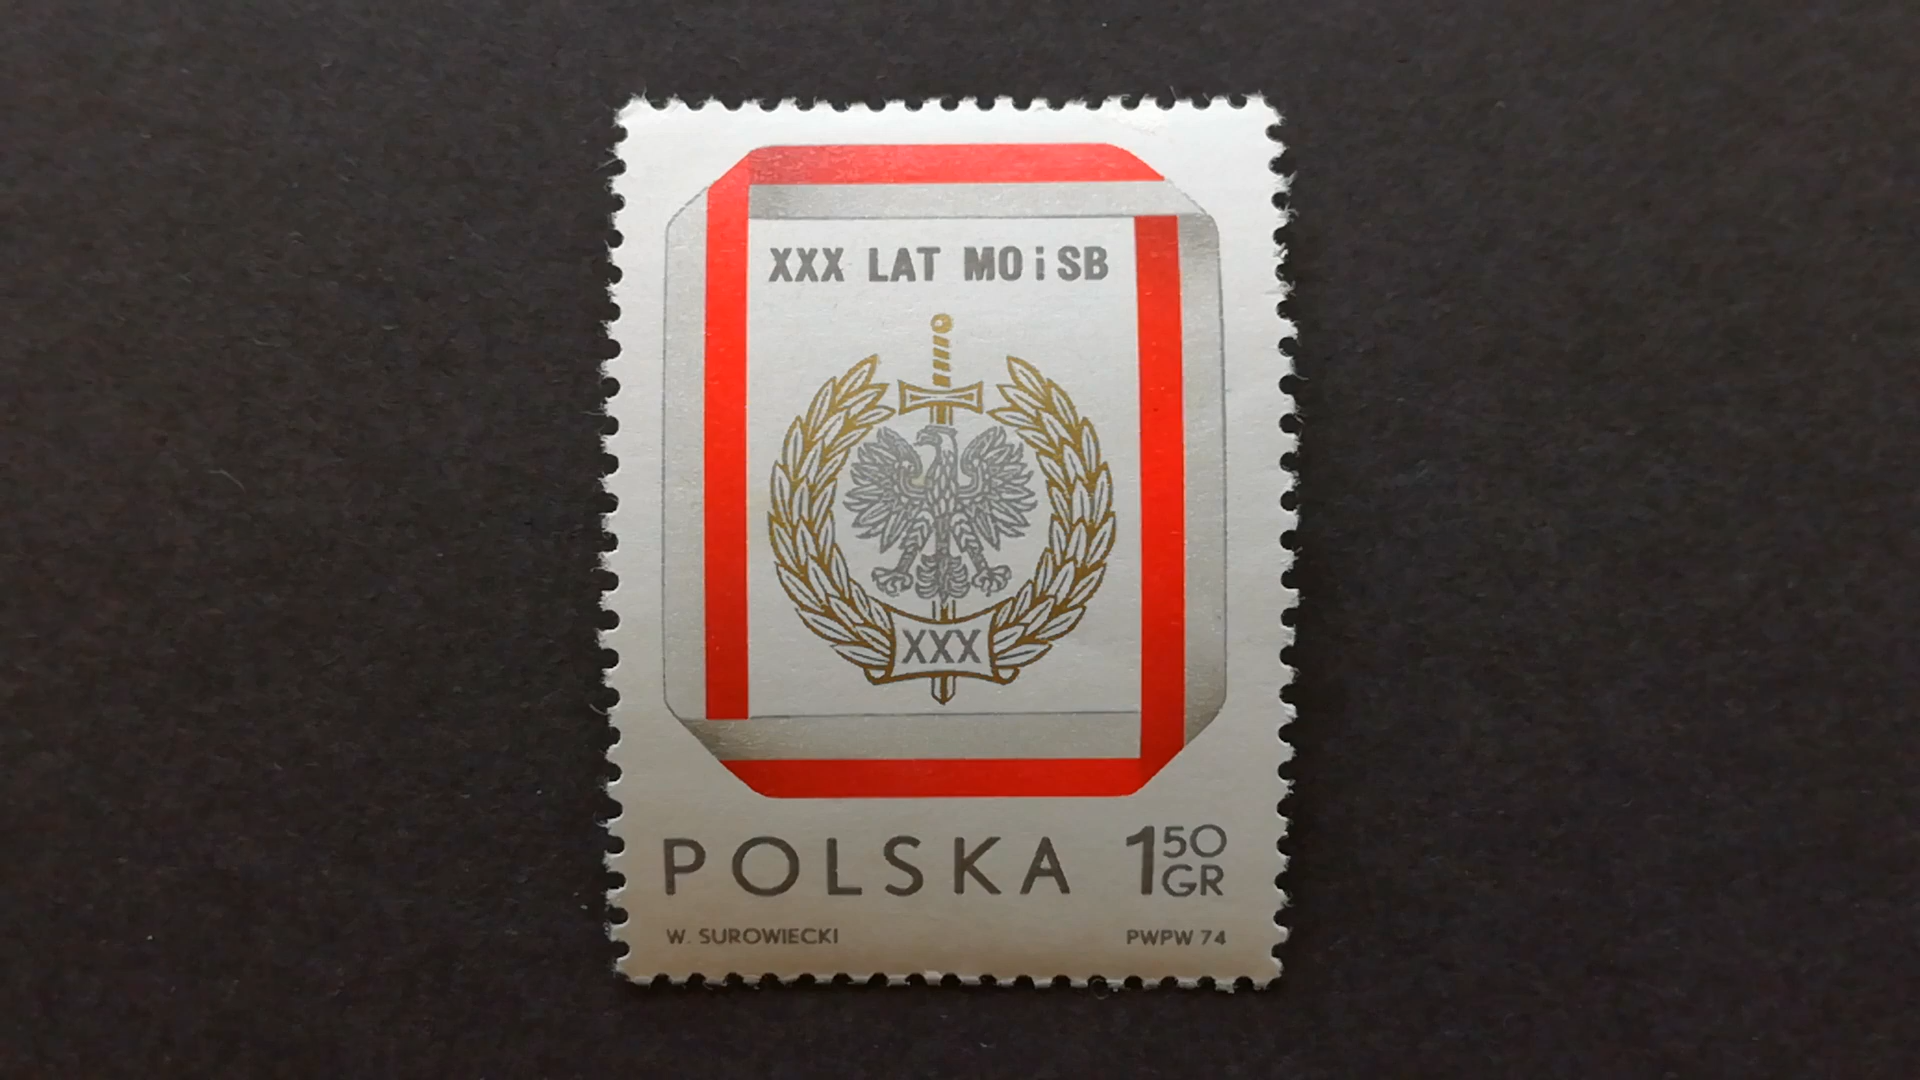 XXX LAT MO i SB
XXX
POLSKA 1 50 GR
W. SUROWIECKI PWPW 74